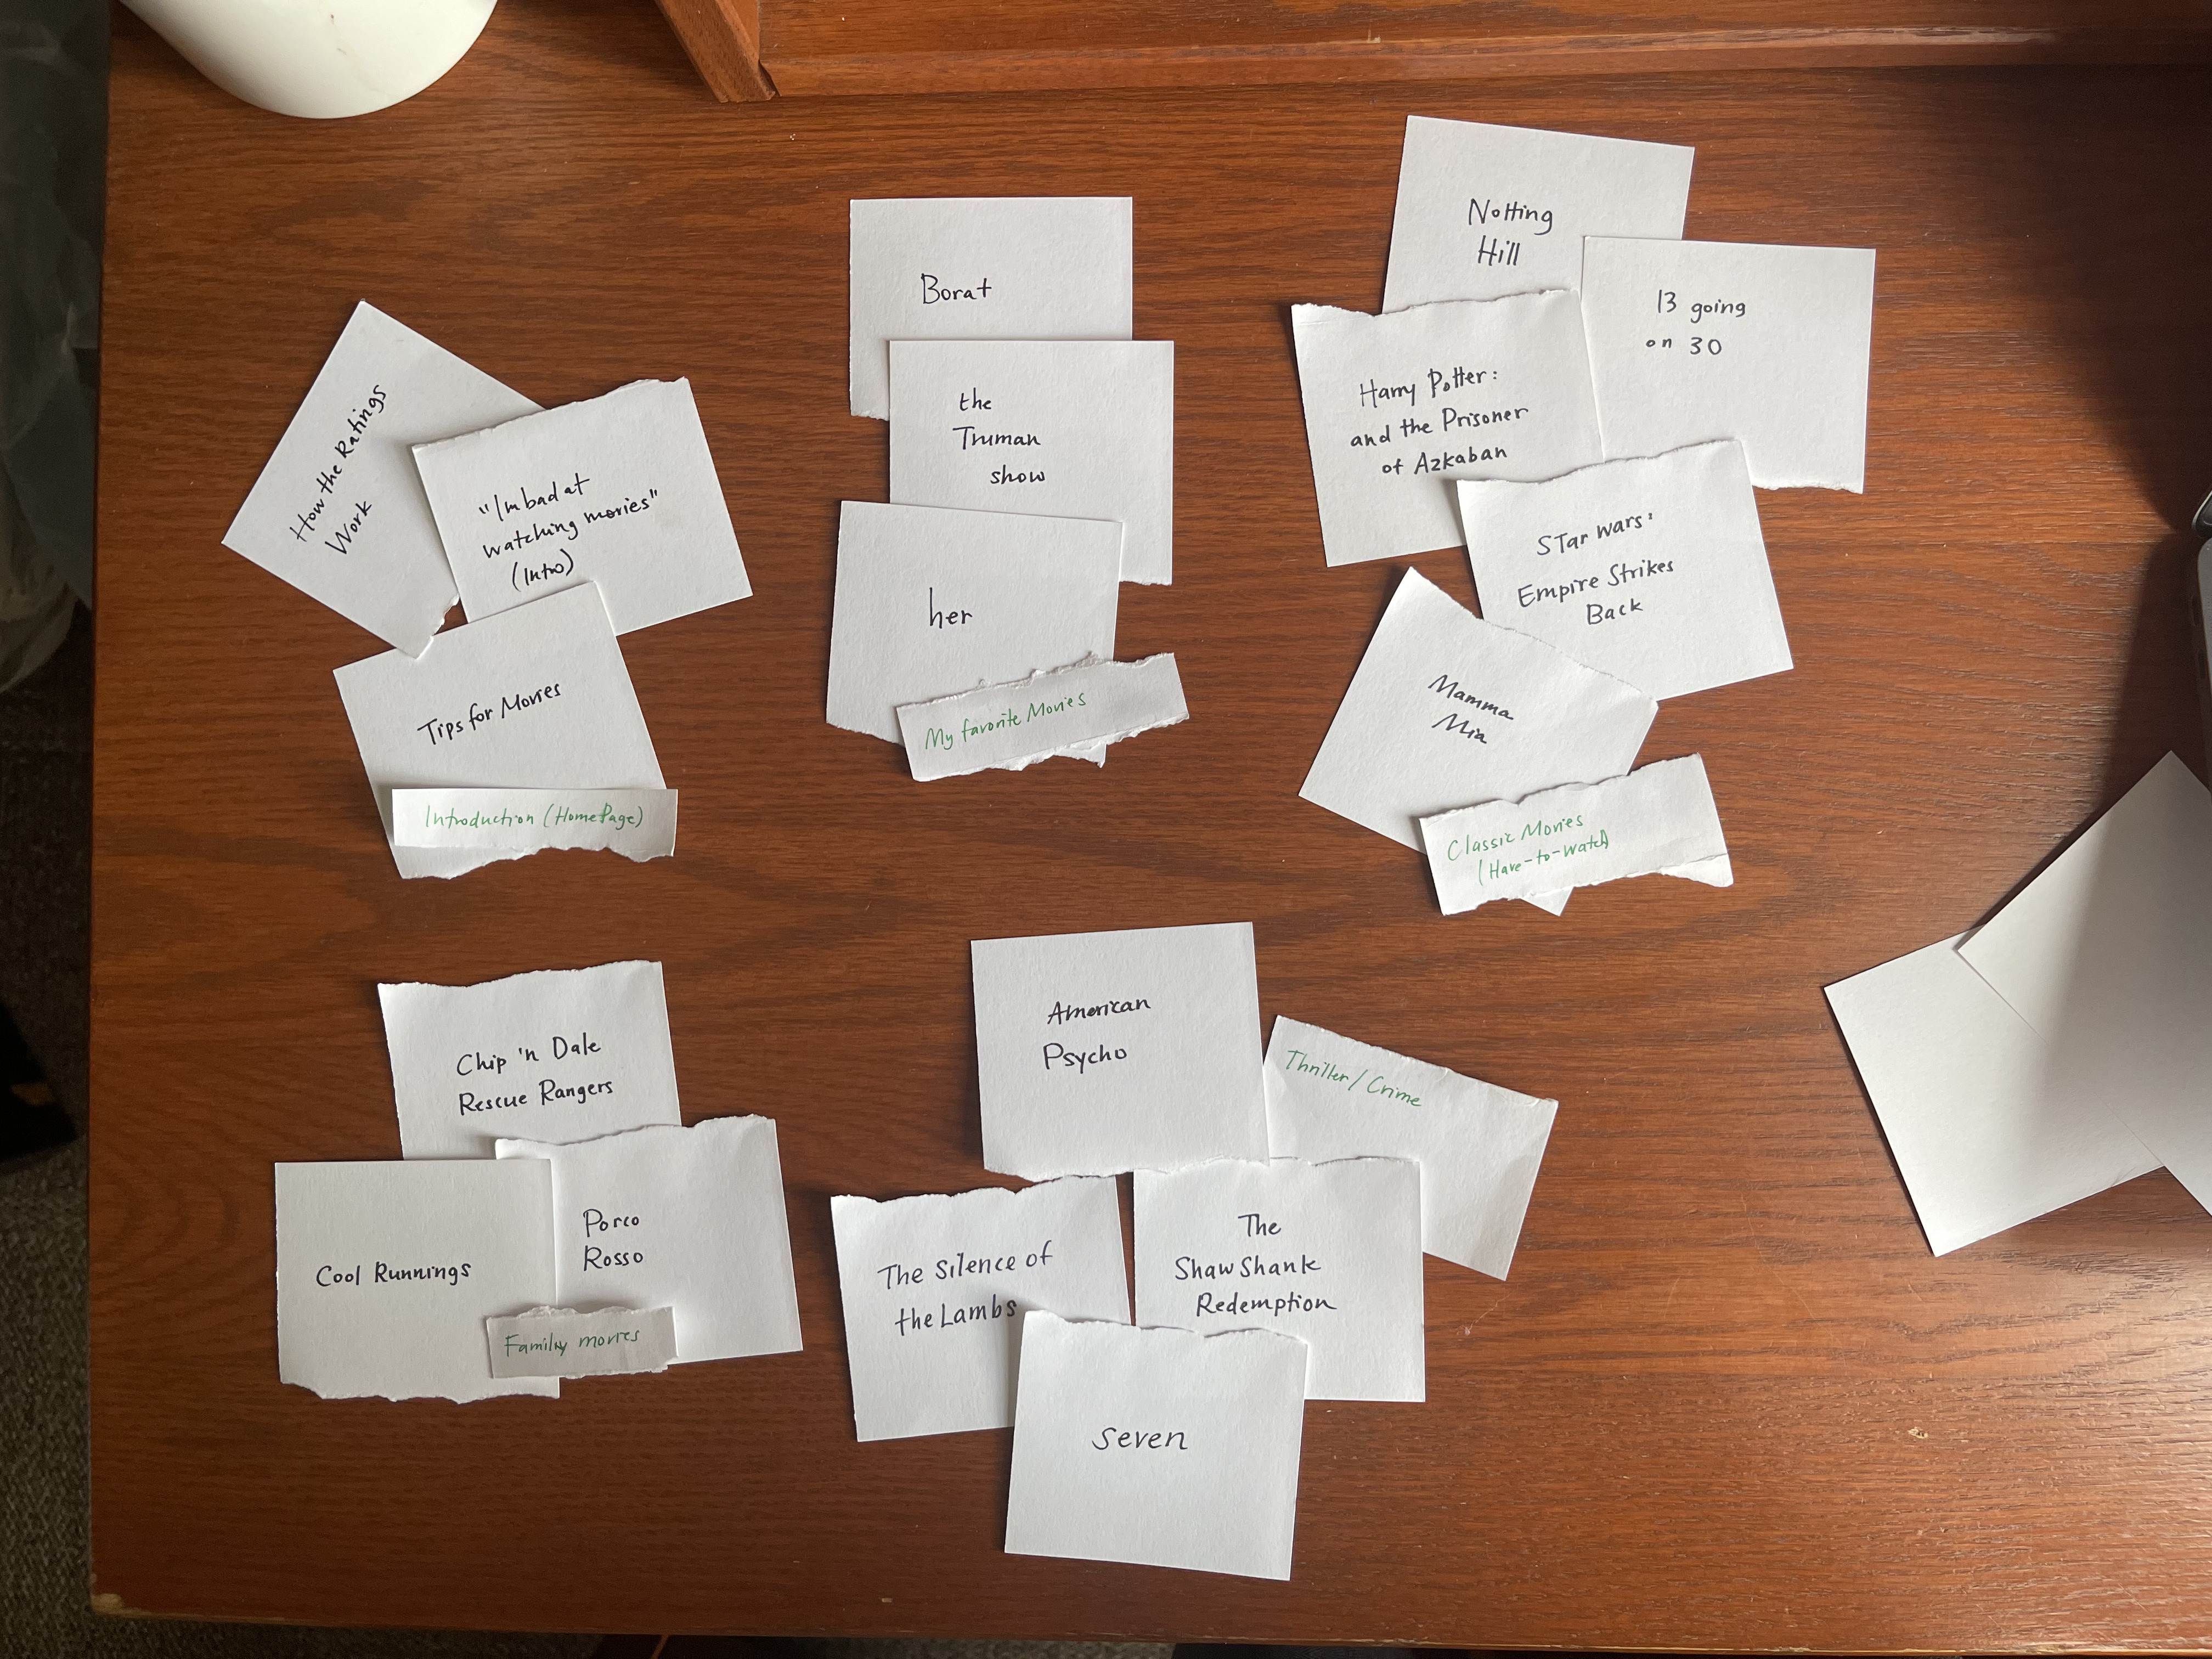 How the Ratings
Work
"I'm bad at
watching movies"
(Intro)
Tips for Movies
Introduction (HomePage)
Borat
the
Truman
show
her
My favorite Movies
Notting
Hill
13 going
on 30
Harry Potter:
and the Prisoner
of Azkaban
STar wars:
Empire Strikes
Back
Mamma
Mia
Classic Movies
(Have-to-watch)
Chip 'n Dale
Rescue Rangers
Cool Runnings
Porco
Rosso
Family movies
American
Psycho
Thriller/Crime
The Silence of
the Lambs
The
ShawShank
Redemption
seven